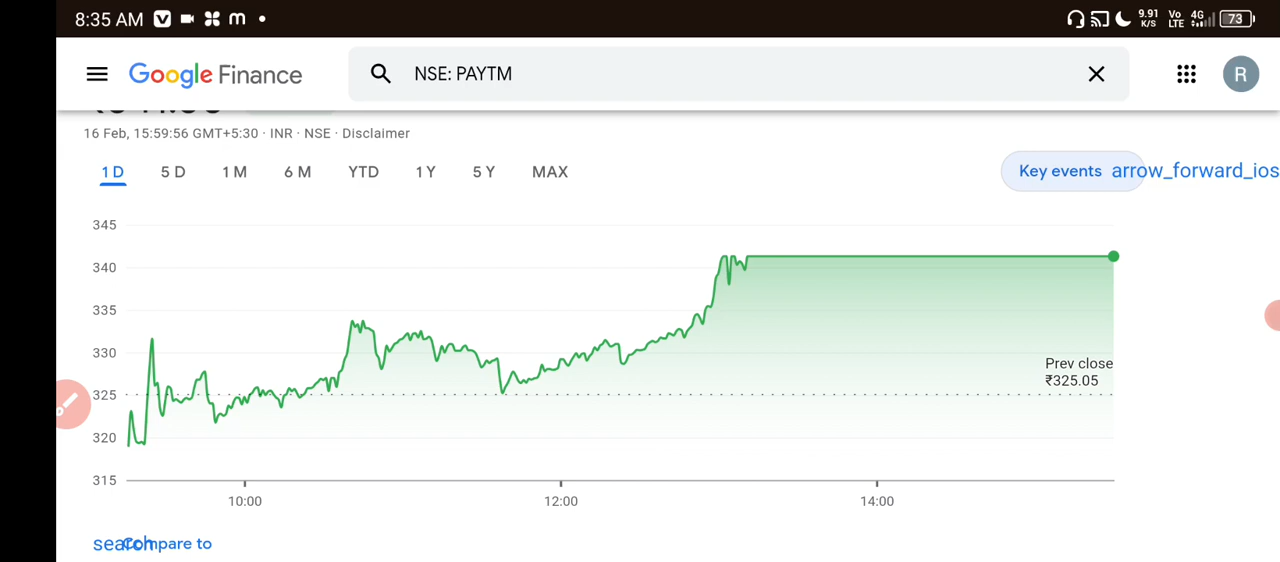 8:35 AM
9.91 K/S Vo LTE 4G 73
Google Finance
NSE: PAYTM
R
16 Feb, 15:59:56 GMT+5:30 · INR · NSE · Disclaimer
1 D 5 D 1 M 6 M YTD 1 Y 5 Y MAX
Key events arrow_forward_ios
345
340
335
330
325
320
315
Prev close
₹325.05
10:00 12:00 14:00
search Compare to